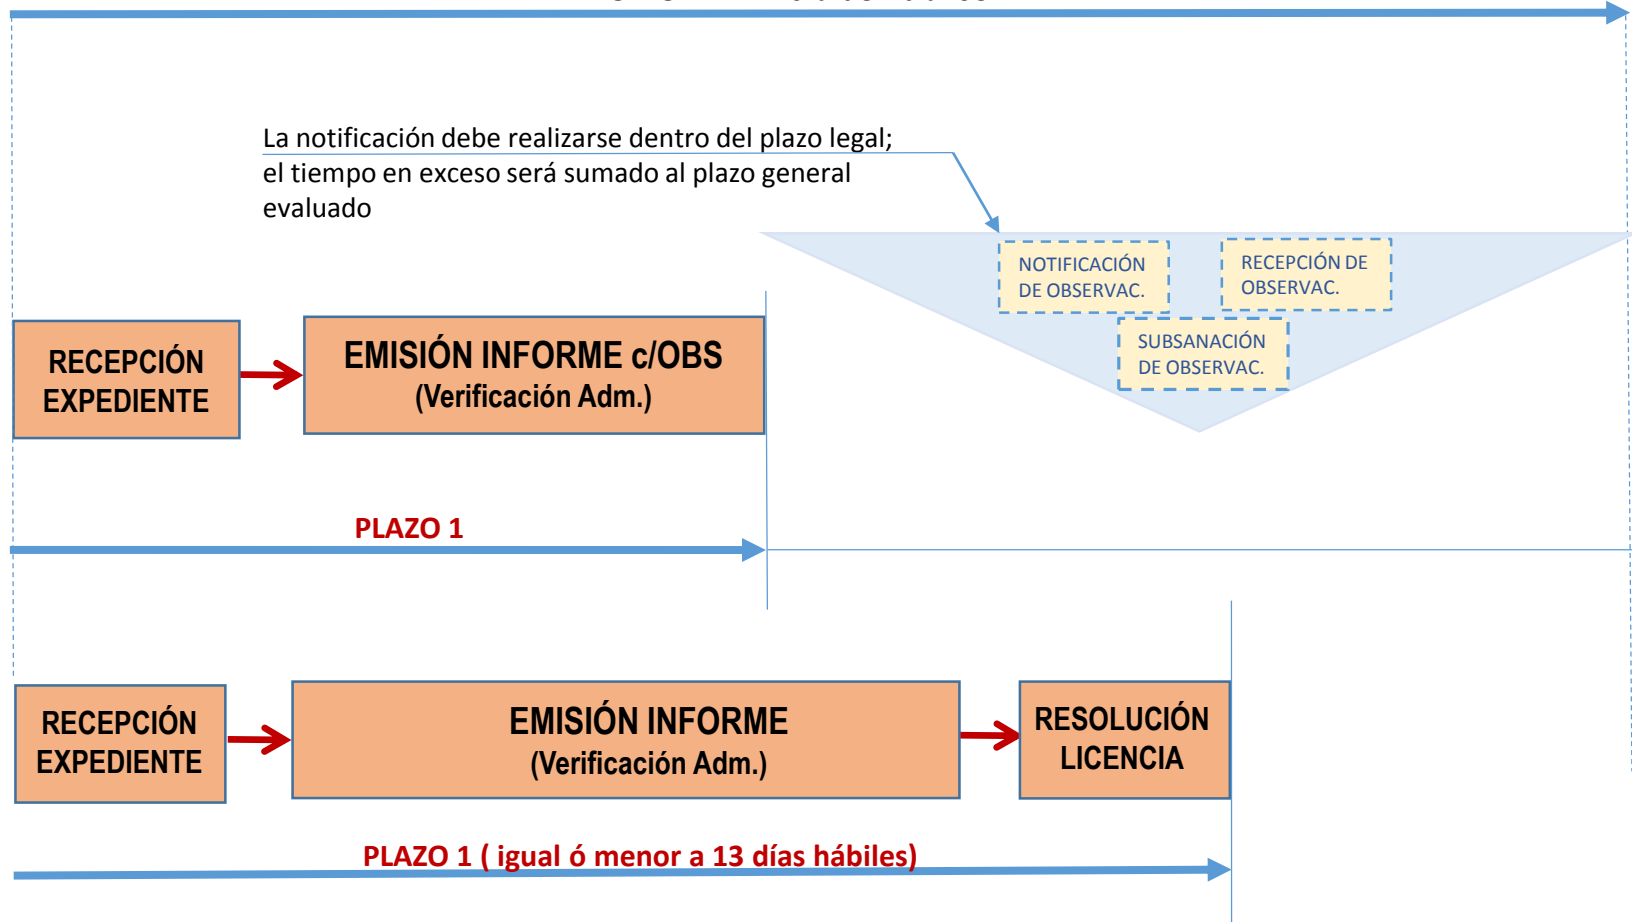 La notificación debe realizarse dentro del plazo legal;
el tiempo en exceso será sumado al plazo general
evaluado
NOTIFICACIÓN
DE OBSERVAC.
RECEPCIÓN DE
OBSERVAC.
SUBSANACIÓN
DE OBSERVAC.
RECEPCIÓN
EXPEDIENTE
EMISIÓN INFORME c/OBS
(Verificación Adm.)
PLAZO 1
RECEPCIÓN
EXPEDIENTE
EMISIÓN INFORME
(Verificación Adm.)
RESOLUCIÓN
LICENCIA
PLAZO 1 ( igual ó menor a 13 días hábiles)